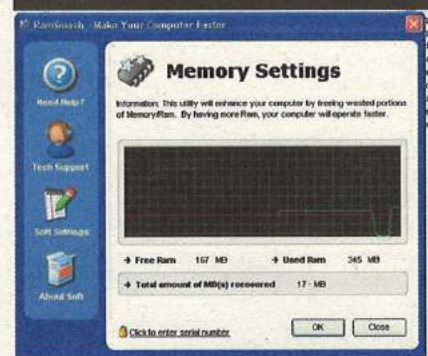 RamSmash - Make Your Computer Faster
Need Help?
Tech Support
Soft Settings
About Soft
Memory Settings
Information: This utility will enhance your computer by freeing wasted portions
of Memory/Ram. By having more Ram, your computer will operate faster.
Free Ram 167 MB Used Ram 345 MB
Total amount of MB(s) recovered 17 - MB
Click to enter serial number
OK Close